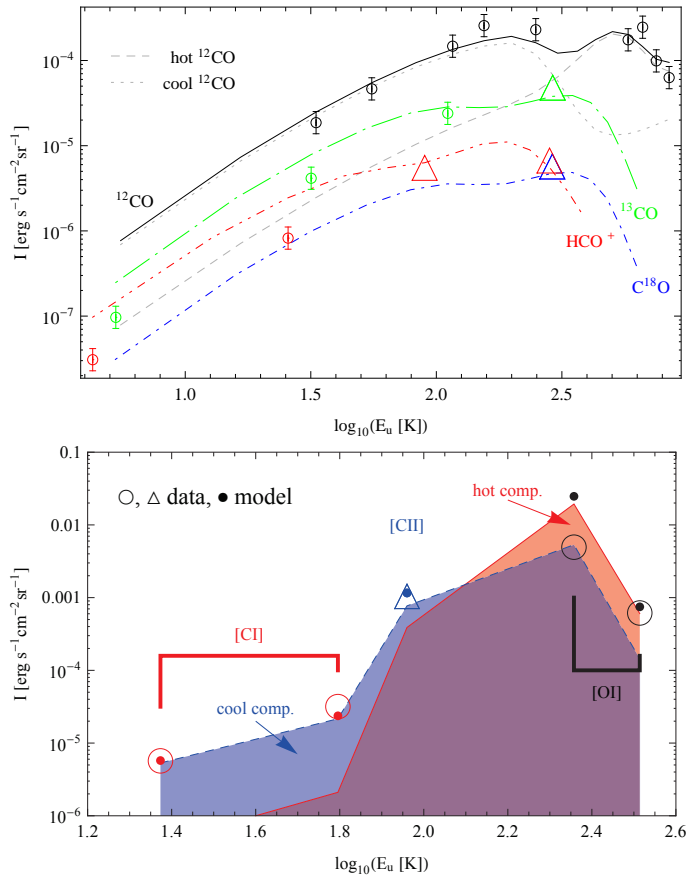 10⁻⁴
hot ¹²CO
cool ¹²CO
10⁻⁵
¹²CO
¹³CO
HCO⁺
10⁻⁶
C¹⁸O
10⁻⁷
I [erg s⁻¹cm⁻²sr⁻¹]
1.0 1.5 2.0 2.5 3.0
log₁₀(Eᵤ [K])
0.1
○, △ data, • model
hot comp.
[CII]
0.01
0.001
[CI]
10⁻⁴
[OI]
cool comp.
10⁻⁵
10⁻⁶
I [erg s⁻¹cm⁻²sr⁻¹]
1.2 1.4 1.6 1.8 2.0 2.2 2.4 2.6
log₁₀(Eᵤ [K])